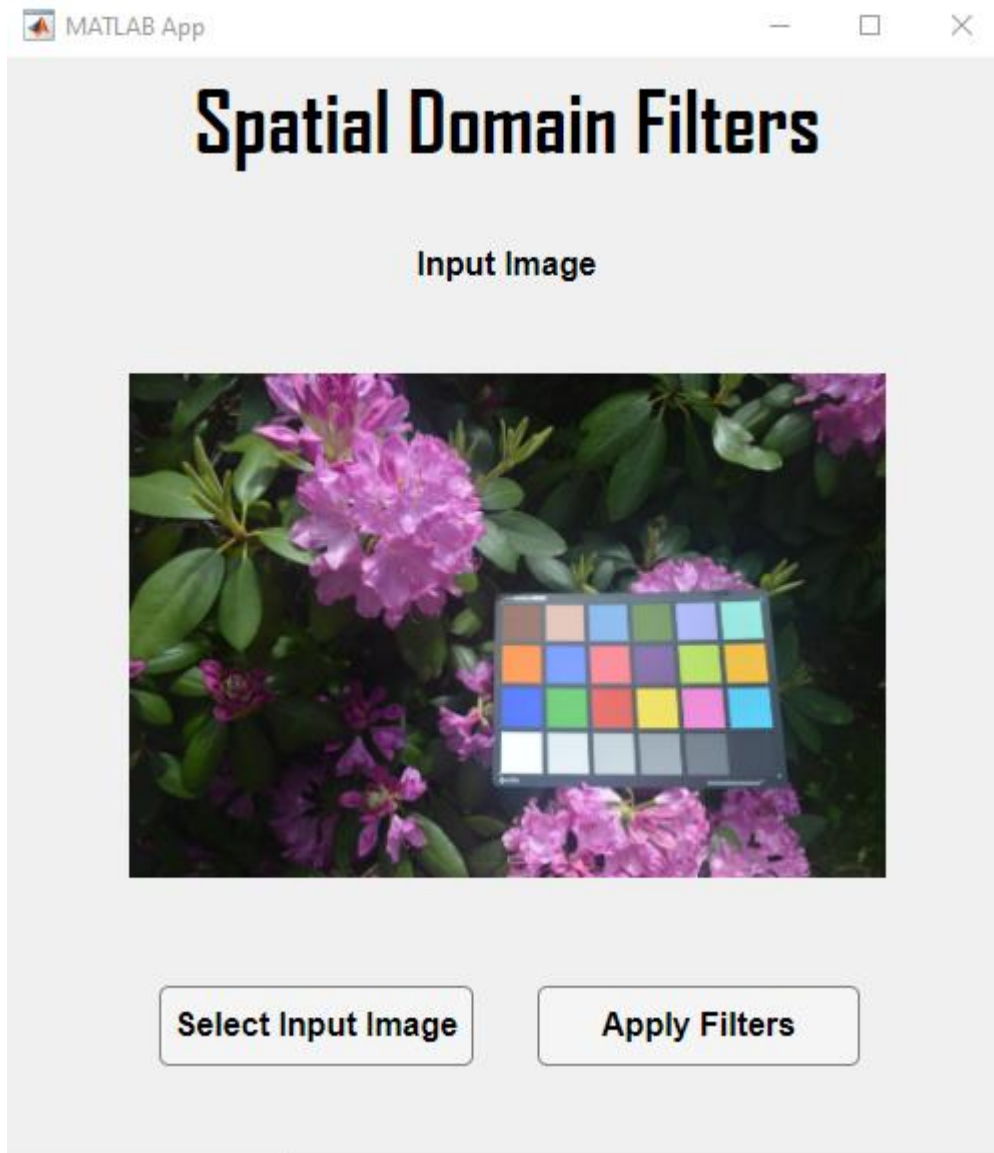 MATLAB App
Spatial Domain Filters
Input Image
Select Input Image
Apply Filters